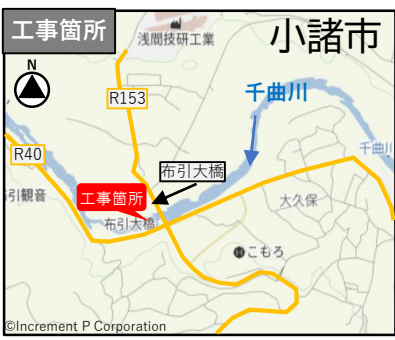 工事箇所
小諸市
浅間技研工業
N
R153
千曲川
千曲川
R40
布引大橋
引観音
工事箇所
大久保
布引大橋
こもろ
©Increment P Corporation